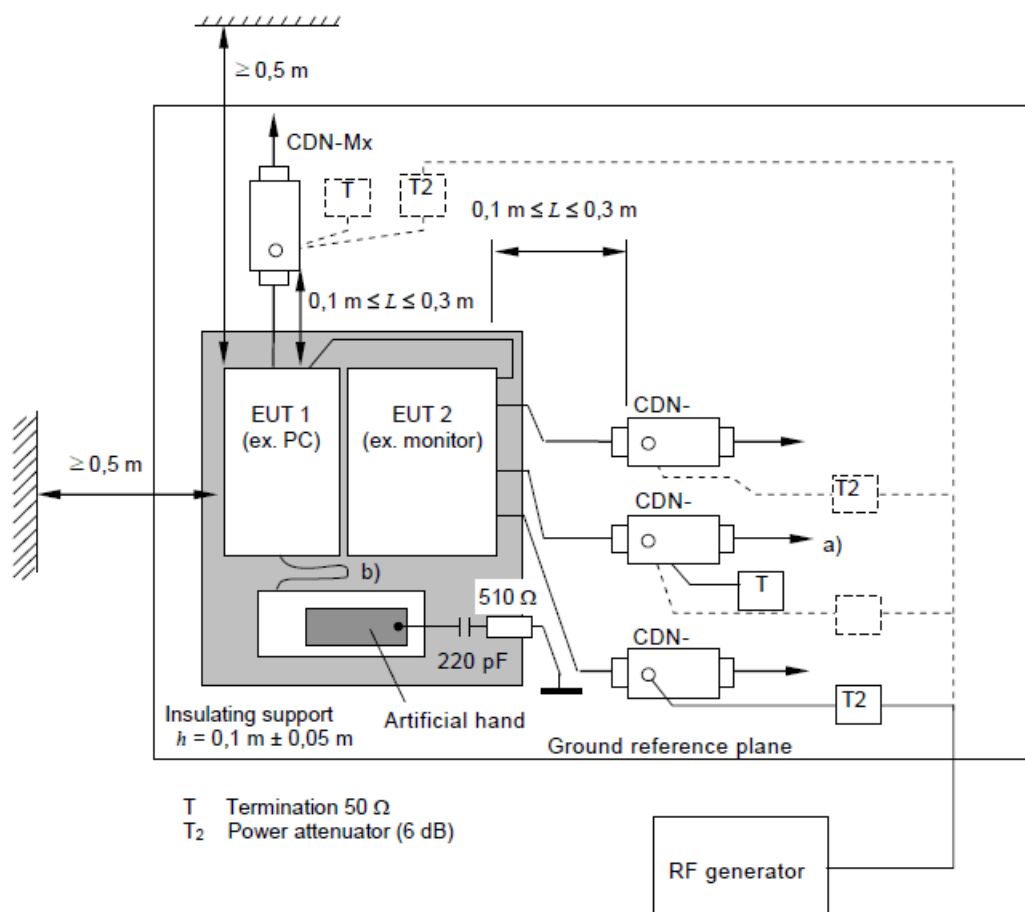 ≥ 0,5 m
CDN-Mx
T
T2
0,1 m ≤ L ≤ 0,3 m
0,1 m ≤ L ≤ 0,3 m
EUT 1
(ex. PC)
EUT 2
(ex. monitor)
CDN-
≥ 0,5 m
T2
CDN-
a)
b)
T
510 Ω
CDN-
220 pF
T2
Insulating support
h = 0,1 m ± 0,05 m
Artificial hand
Ground reference plane
T Termination 50 Ω
T₂ Power attenuator (6 dB)
RF generator